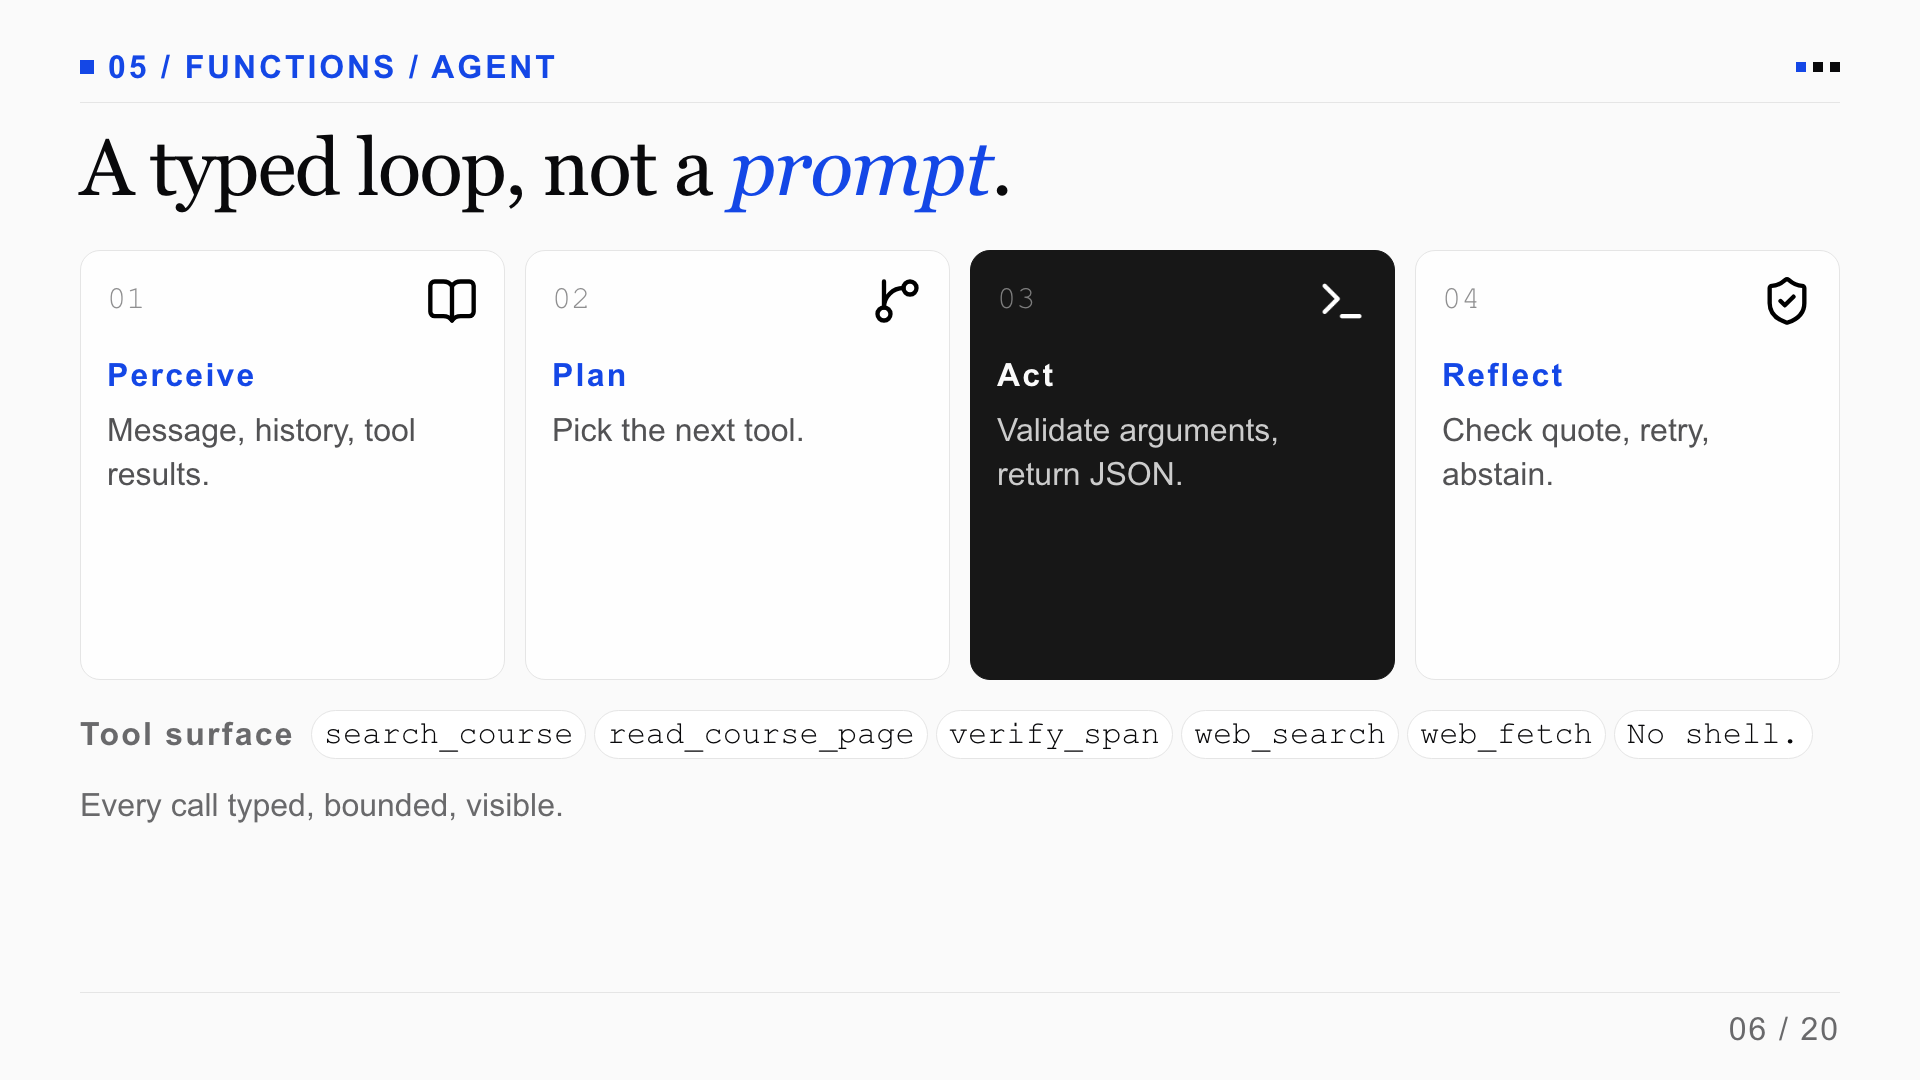 05 / FUNCTIONS / AGENT
A typed loop, not a prompt.
01
Perceive
Message, history, tool
results.
02
Plan
Pick the next tool.
03
Act
Validate arguments,
return JSON.
04
Reflect
Check quote, retry,
abstain.
Tool surface search_course read_course_page verify_span web_search web_fetch No shell.
Every call typed, bounded, visible.
06 / 20